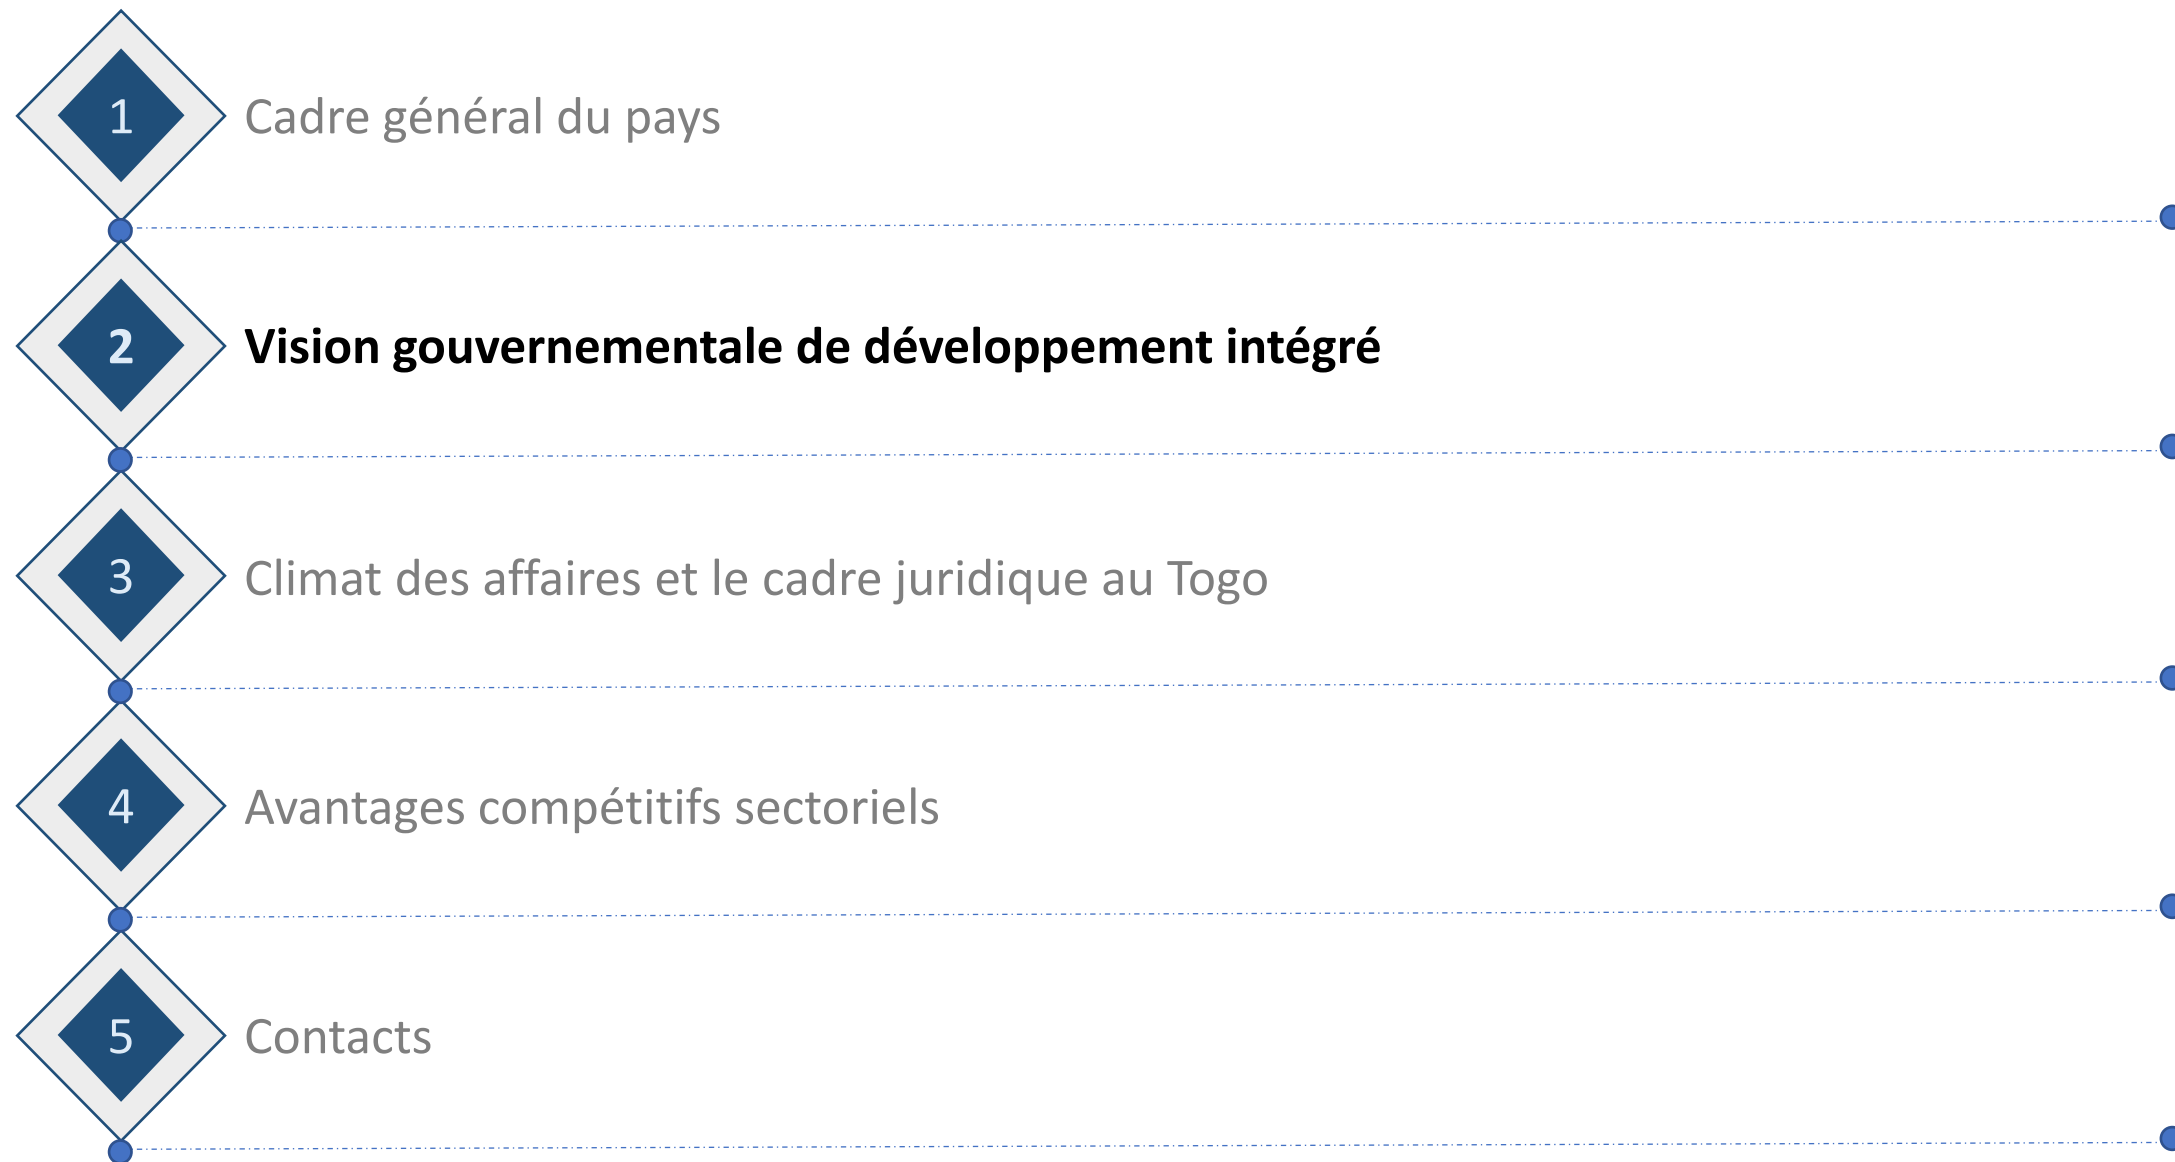 1 Cadre général du pays
2 Vision gouvernementale de développement intégré
3 Climat des affaires et le cadre juridique au Togo
4 Avantages compétitifs sectoriels
5 Contacts